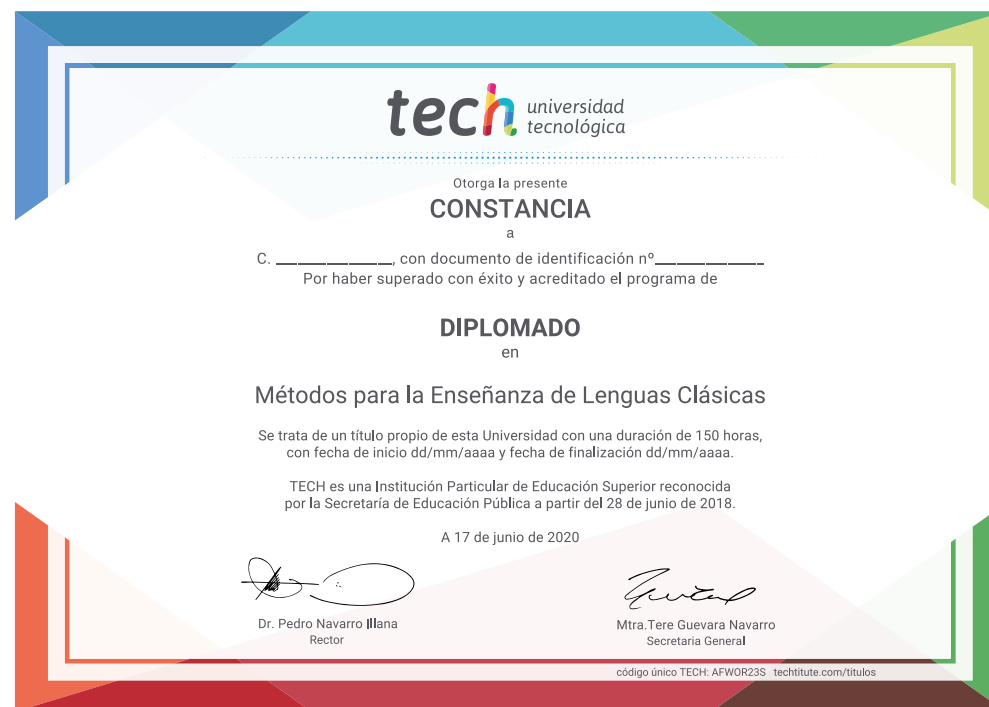 tech universidad
tecnológica
Otorga la presente
CONSTANCIA
a
C. ____________, con documento de identificación nº____________
Por haber superado con éxito y acreditado el programa de
DIPLOMADO
en
Métodos para la Enseñanza de Lenguas Clásicas
Se trata de un título propio de esta Universidad con una duración de 150 horas,
con fecha de inicio dd/mm/aaaa y fecha de finalización dd/mm/aaaa.
TECH es una Institución Particular de Educación Superior reconocida
por la Secretaría de Educación Pública a partir del 28 de junio de 2018.
A 17 de junio de 2020
Dr. Pedro Navarro Illana
Rector
Mtra.Tere Guevara Navarro
Secretaria General
código único TECH: AFWOR23S techtitute.com/titulos